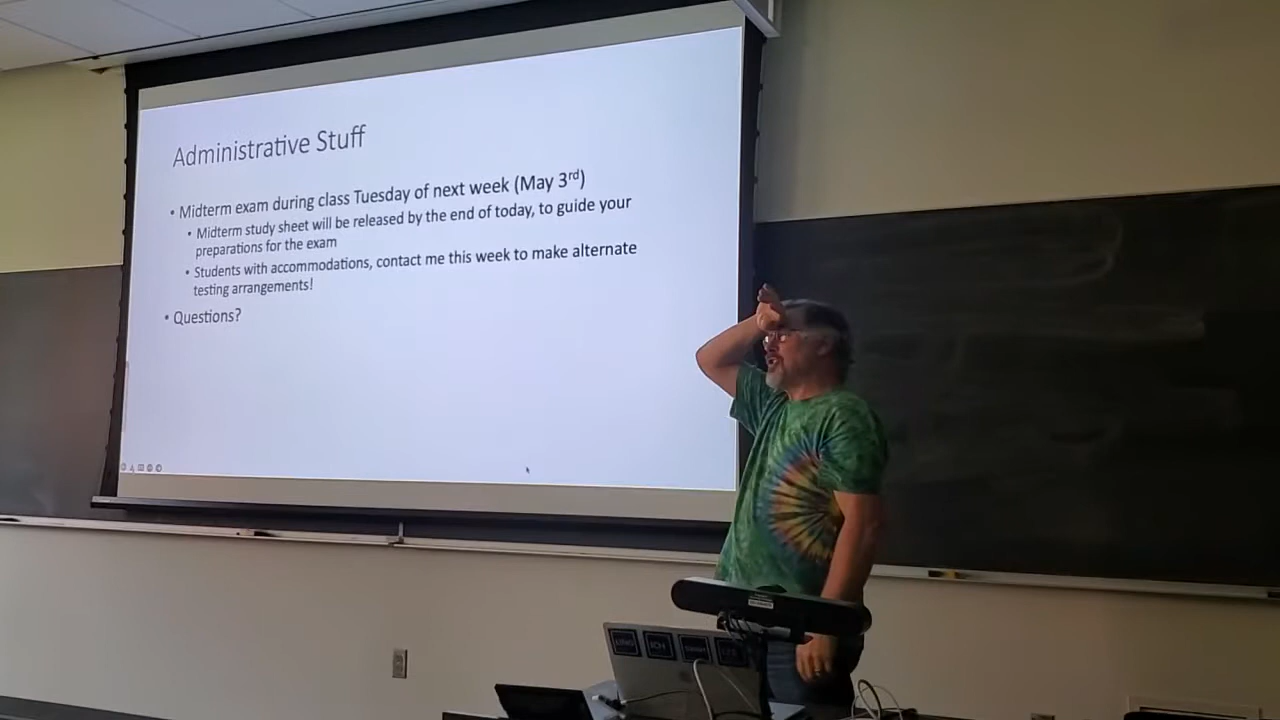 Administrative Stuff
• Midterm exam during class Tuesday of next week (May 3rd)
• Midterm study sheet will be released by the end of today, to guide your
preparations for the exam
• Students with accommodations, contact me this week to make alternate
testing arrangements!
• Questions?